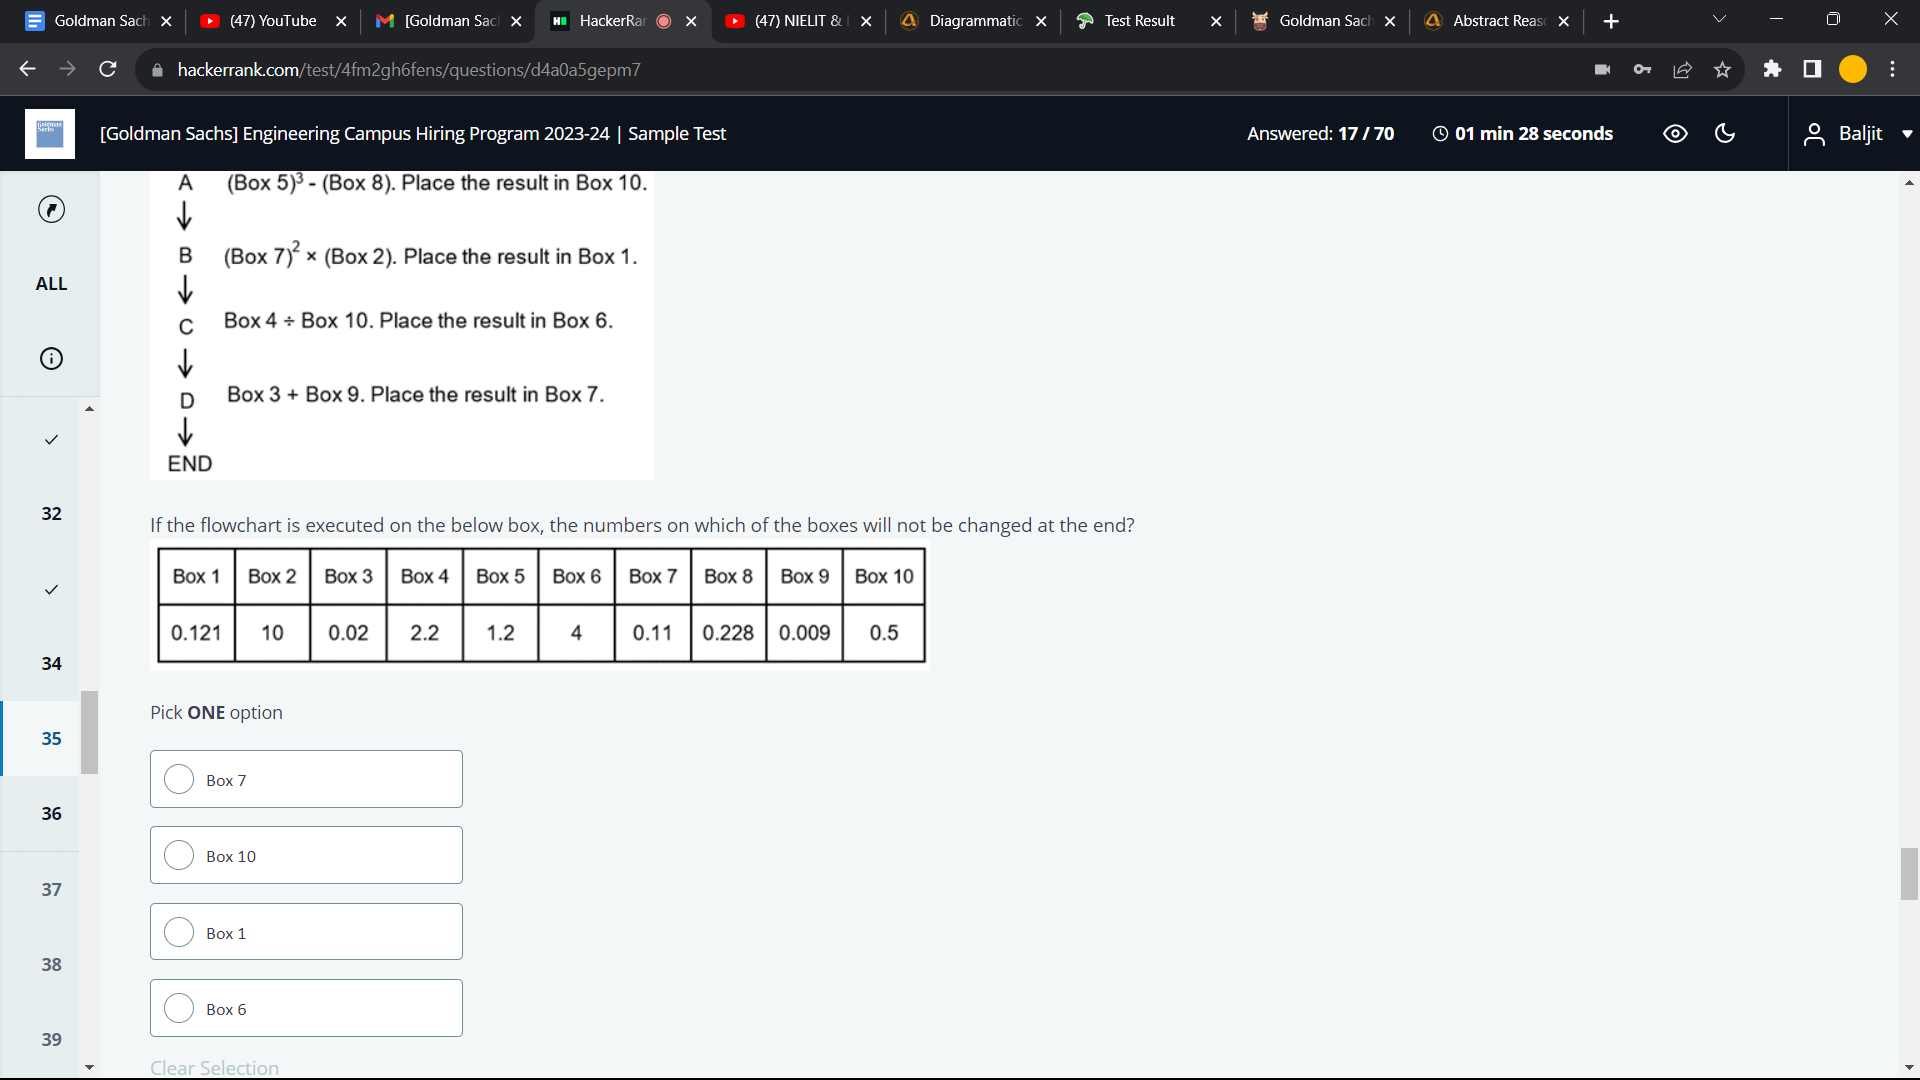 Goldman Sach
(47) YouTube
[Goldman Sac
HackerRan
(47) NIELIT &
Diagrammatic
Test Result
Goldman Sach
Abstract Reaso
hackerrank.com/test/4fm2gh6fens/questions/d4a0a5gepm7
Goldman
Sachs
[Goldman Sachs] Engineering Campus Hiring Program 2023-24 | Sample Test
Answered: 17 / 70
01 min 28 seconds
Baljit
ALL
32
34
35
36
37
38
39
A (Box 5)³ - (Box 8). Place the result in Box 10.
B (Box 7)² × (Box 2). Place the result in Box 1.
C Box 4 ÷ Box 10. Place the result in Box 6.
D Box 3 + Box 9. Place the result in Box 7.
END
If the flowchart is executed on the below box, the numbers on which of the boxes will not be changed at the end?
Box 1 Box 2 Box 3 Box 4 Box 5 Box 6 Box 7 Box 8 Box 9 Box 10
0.121 10 0.02 2.2 1.2 4 0.11 0.228 0.009 0.5
Pick ONE option
Box 7
Box 10
Box 1
Box 6
Clear Selection